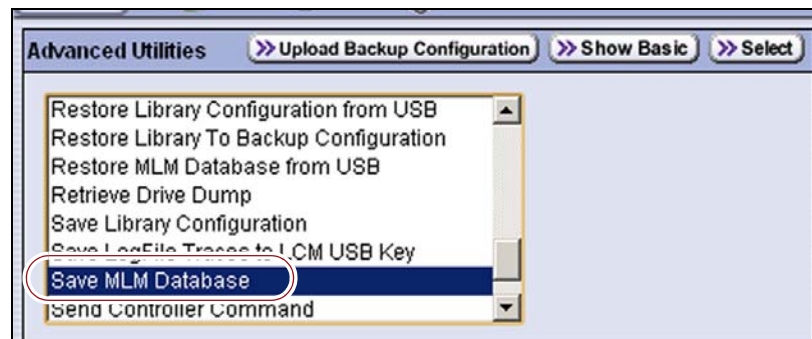 Advanced Utilities >> Upload Backup Configuration >> Show Basic >> Select
Restore Library Configuration from USB
Restore Library To Backup Configuration
Restore MLM Database from USB
Retrieve Drive Dump
Save Library Configuration
Save LogFile Traces to LCM USB Key
Save MLM Database
Send Controller Command